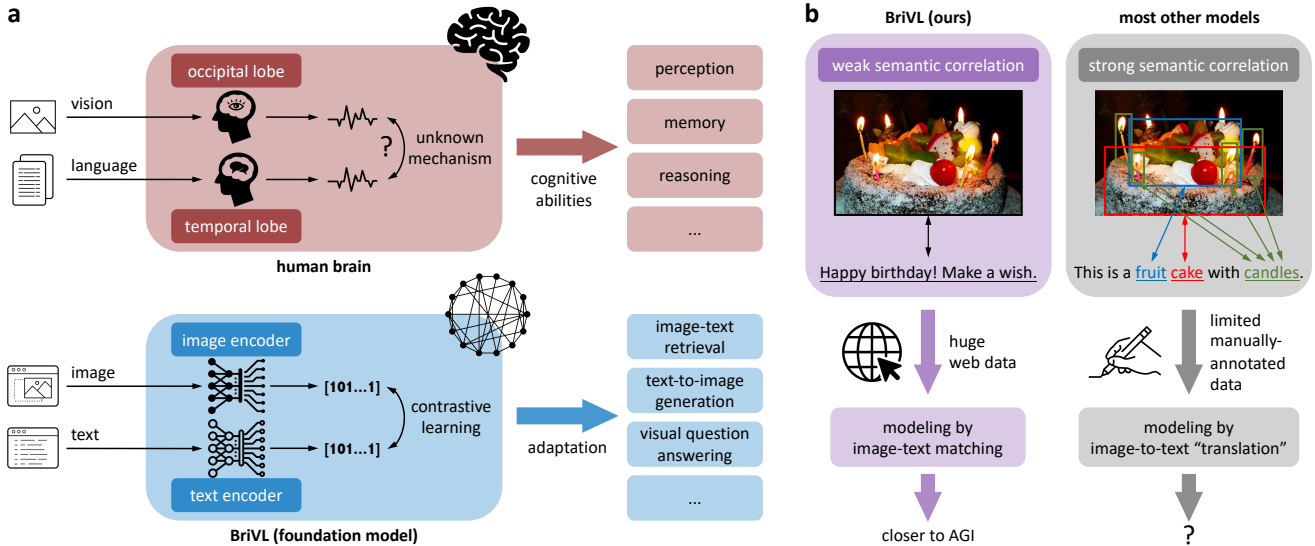 a
occipital lobe
vision
language
?
unknown
mechanism
temporal lobe
human brain
cognitive
abilities
perception
memory
reasoning
...
image encoder
image
[101...1]
contrastive
learning
text
[101...1]
text encoder
BriVL (foundation model)
adaptation
image-text
retrieval
text-to-image
generation
visual question
answering
...
b
BriVL (ours)
weak semantic correlation
Happy birthday! Make a wish.
huge
web data
modeling by
image-text matching
closer to AGI
most other models
strong semantic correlation
This is a fruit cake with candles.
limited
manually-
annotated
data
modeling by
image-to-text “translation”
?